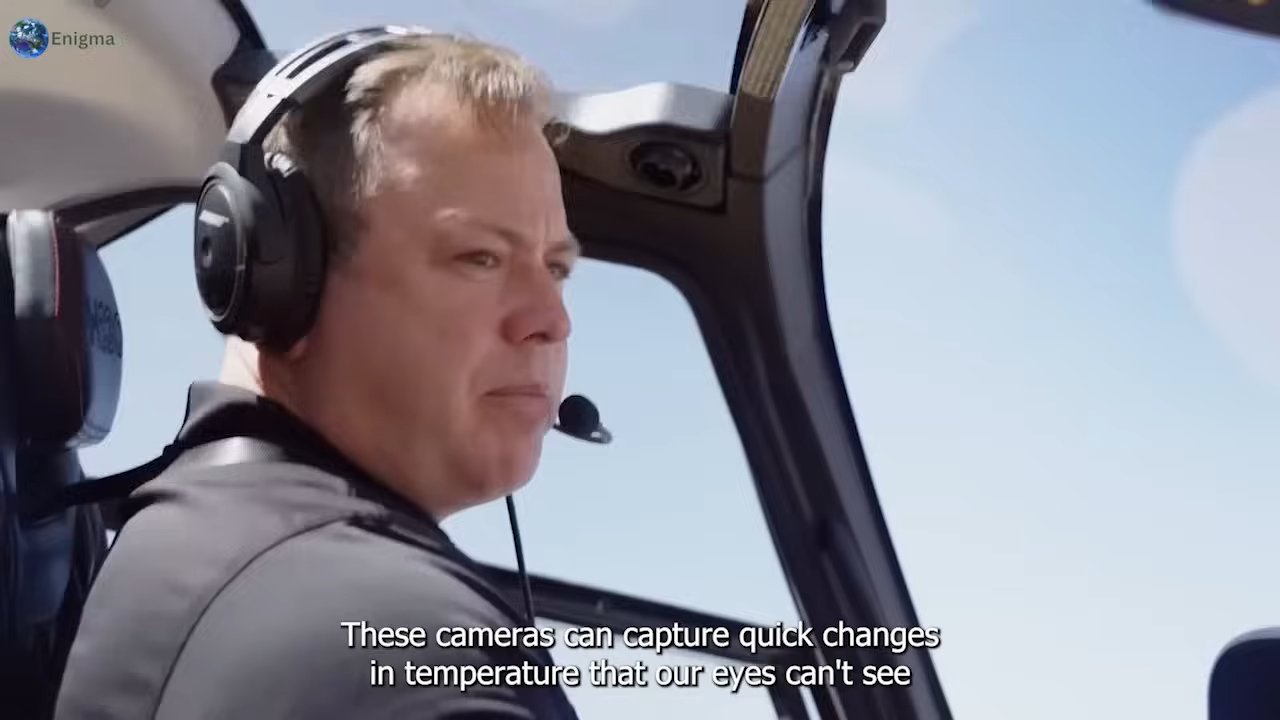 Enigma
These cameras can capture quick changes
in temperature that our eyes can't see